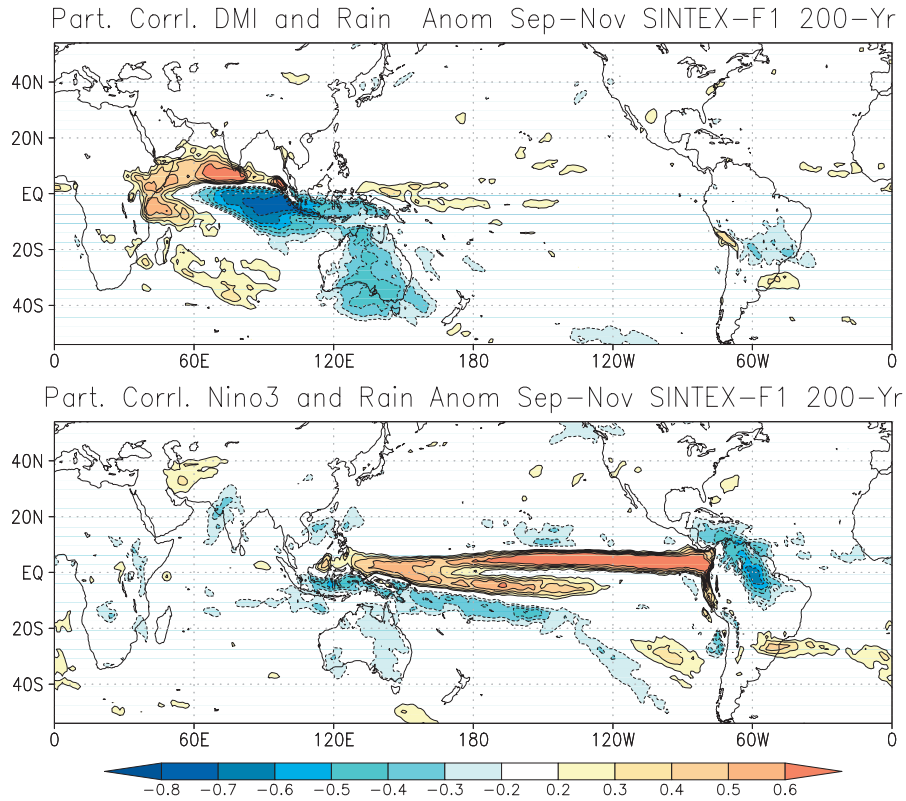 Part. Corrl. DMI and Rain Anom Sep-Nov SINTEX-F1 200-Yr
40N
20N
EQ
20S
40S
0 60E 120E 180 120W 60W 0
Part. Corrl. Nino3 and Rain Anom Sep-Nov SINTEX-F1 200-Yr
40N
20N
EQ
20S
40S
0 60E 120E 180 120W 60W 0
-0.8 -0.7 -0.6 -0.5 -0.4 -0.3 -0.2 0.2 0.3 0.4 0.5 0.6